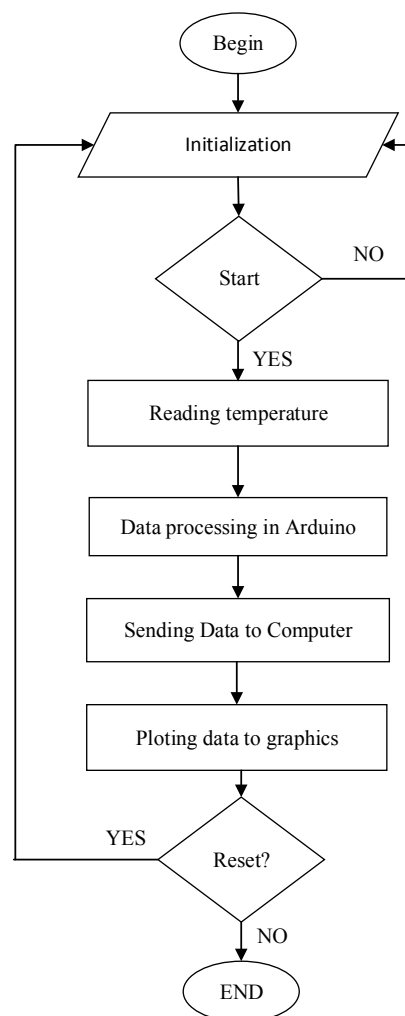 Begin
Initialization
Start
NO
YES
Reading temperature
Data processing in Arduino
Sending Data to Computer
Ploting data to graphics
YES
Reset?
NO
END